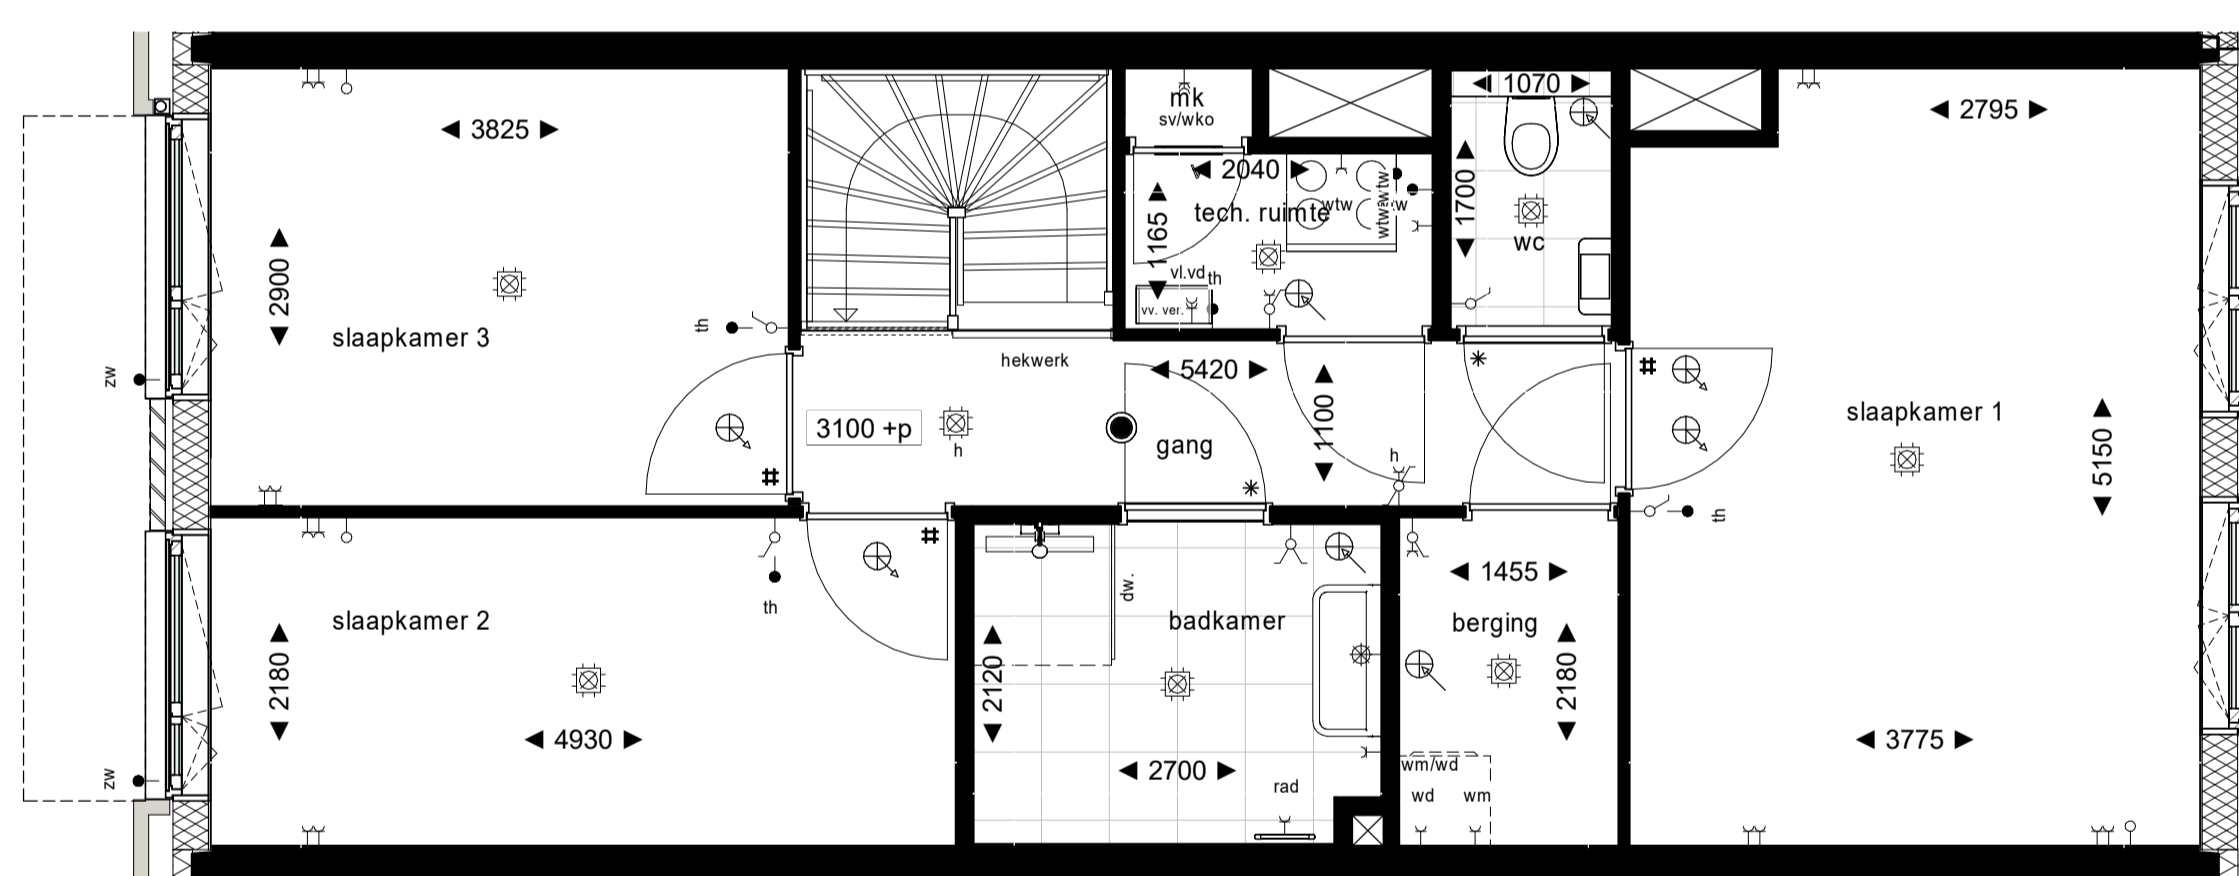 mk
sv/wko
1070
2795
3825
2040
1165
tech. ruimte
wtw
wtw-wtw
1700
wc
vl.vd
th
vv. ver.
2900
slaapkamer 3
th
zw
hekwerk
5420
1100
#
3100 +p
h
gang
h
*
*
#
slaapkamer 1
5150
th
#
slaapkamer 2
th
2180
4930
zw
dw.
badkamer
2120
2700
rad
1455
berging
2180
wm/wd
wd
wm
3775